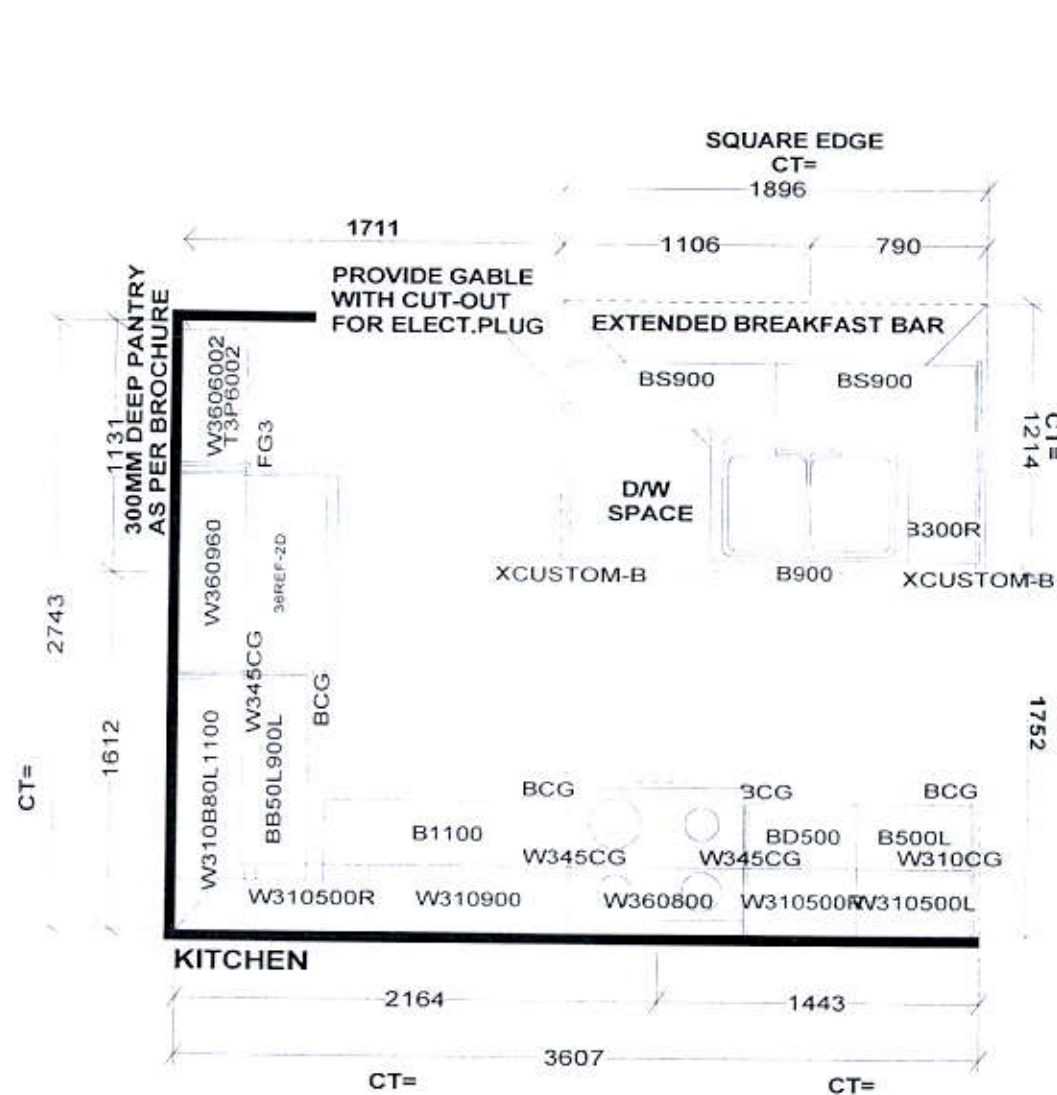 SQUARE EDGE
CT=
1896
1711
1106
790
PROVIDE GABLE
WITH CUT-OUT
FOR ELECT.PLUG
EXTENDED BREAKFAST BAR
300MM DEEP PANTRY
AS PER BROCHURE
W3606002
T3P6002
FG3
BS900
BS900
1131
CT=
1214
D/W
SPACE
B300R
W360960
36REF-2D
XCUSTOM-B
B900
XCUSTOM-B
2743
W345CG
BCG
1612
1752
CT=
W310B80L1100
BB50L900L
BCG
BCG
BCG
B1100
BD500
B500L
W345CG
W345CG
W310CG
W310500R
W310900
W360800
W310500R
W310500L
KITCHEN
2164
1443
3607
CT=
CT=